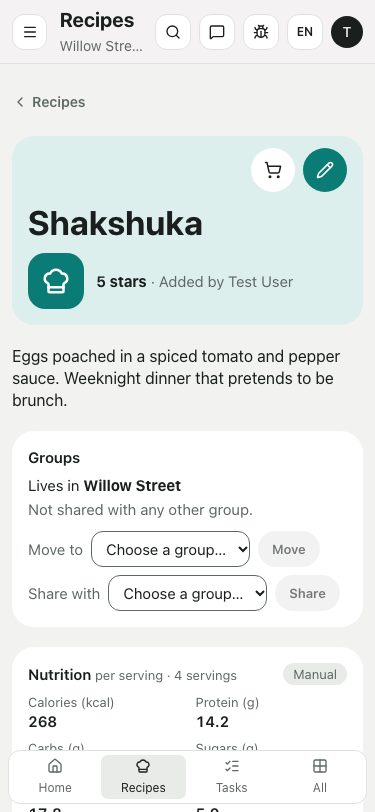 Recipes
Willow Stre...
EN
T
Recipes
Shakshuka
5 stars · Added by Test User
Eggs poached in a spiced tomato and pepper
sauce. Weeknight dinner that pretends to be
brunch.
Groups
Lives in Willow Street
Not shared with any other group.
Move to
Choose a group...
Move
Share with
Choose a group...
Share
Nutrition per serving · 4 servings
Manual
Calories (kcal)
Protein (g)
268
14.2
Carbs (g)
Sugars (g)
Home
Recipes
Tasks
All